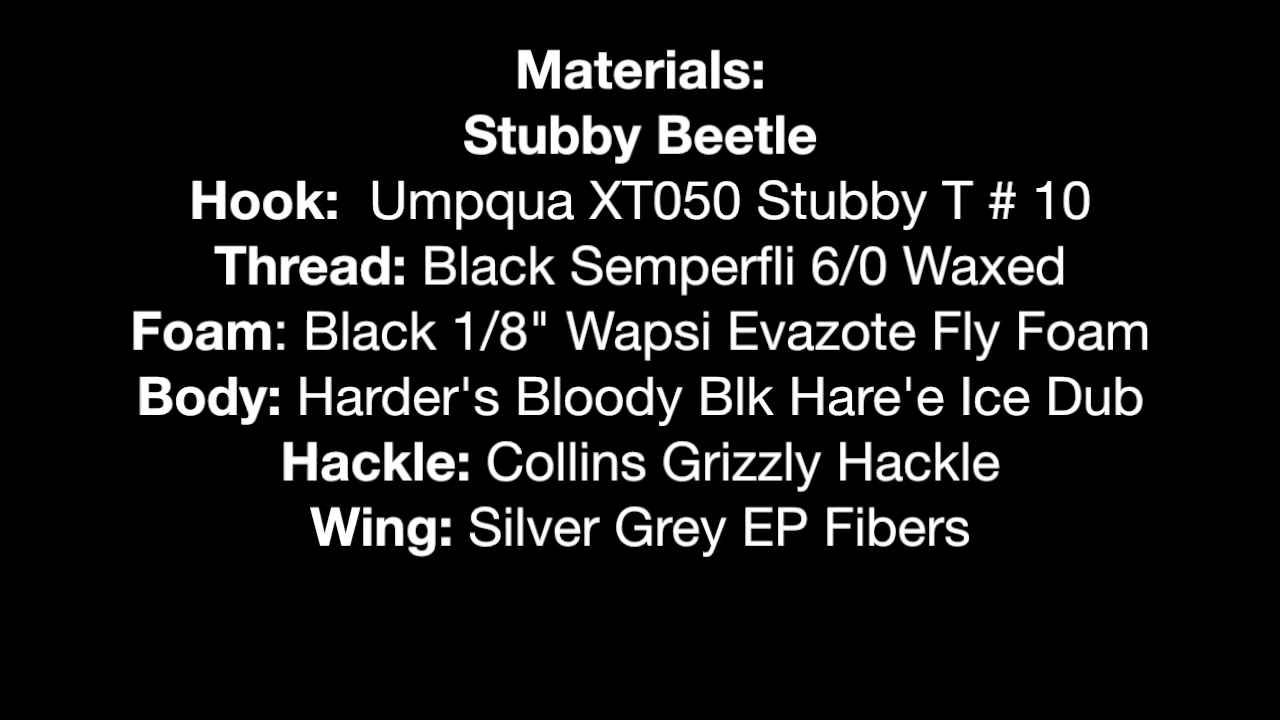 Materials:
Stubby Beetle
Hook:  Umpqua XT050 Stubby T # 10
Thread: Black Semperfli 6/0 Waxed
Foam: Black 1/8" Wapsi Evazote Fly Foam
Body: Harder's Bloody Blk Hare'e Ice Dub
Hackle: Collins Grizzly Hackle
Wing: Silver Grey EP Fibers